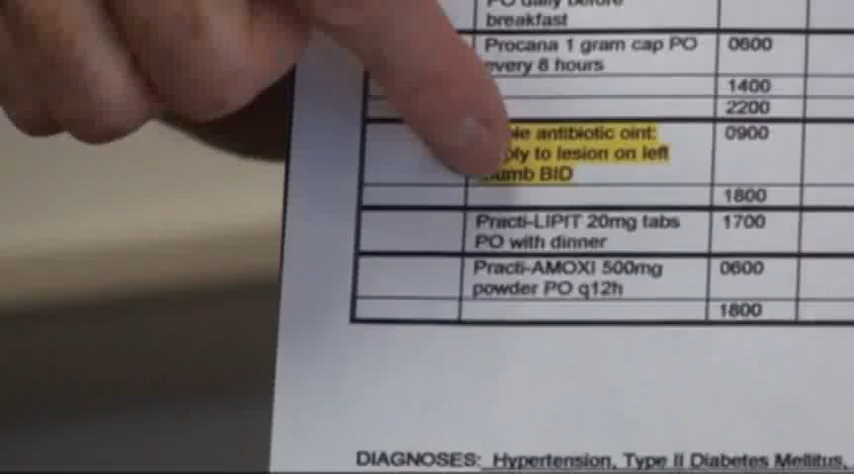 PO daily before
breakfast
Procana 1 gram cap PO 0600
every 8 hours
1400
2200
antibiotic oint: 0900
to lesion on left
BID
1800
Practi-LIPIT 20mg tabs 1700
PO with dinner
Practi-AMOXI 500mg 0600
powder PO q12h
1800
DIAGNOSES: Hypertension, Type II Diabetes Mellitus,